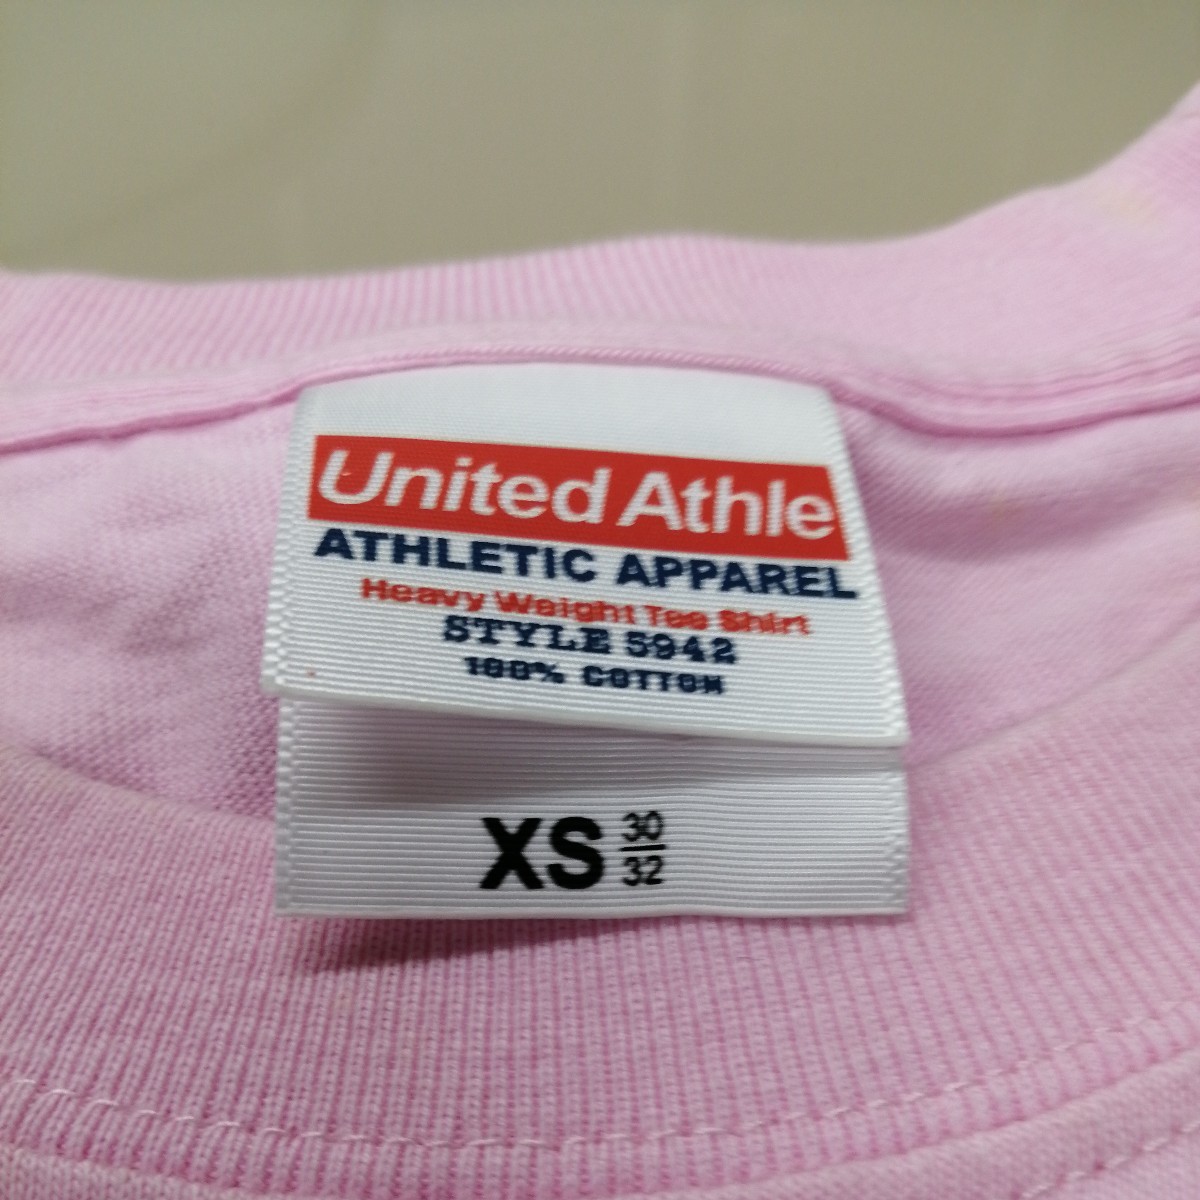 United Athle
ATHLETIC APPAREL
Heavy Weight Tee Shirt
STYLE 5942
100% COTTON
XS 30
32